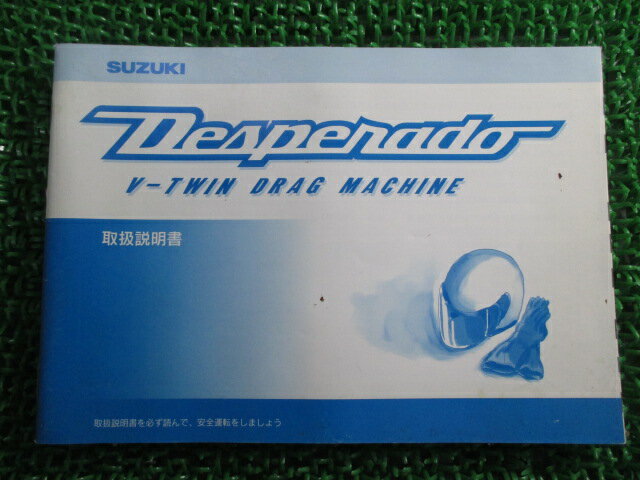 SUZUKI
Desperado
V-TWIN DRAG MACHINE
取扱説明書
取扱説明書を必ず読んで、安全運転をしましょう